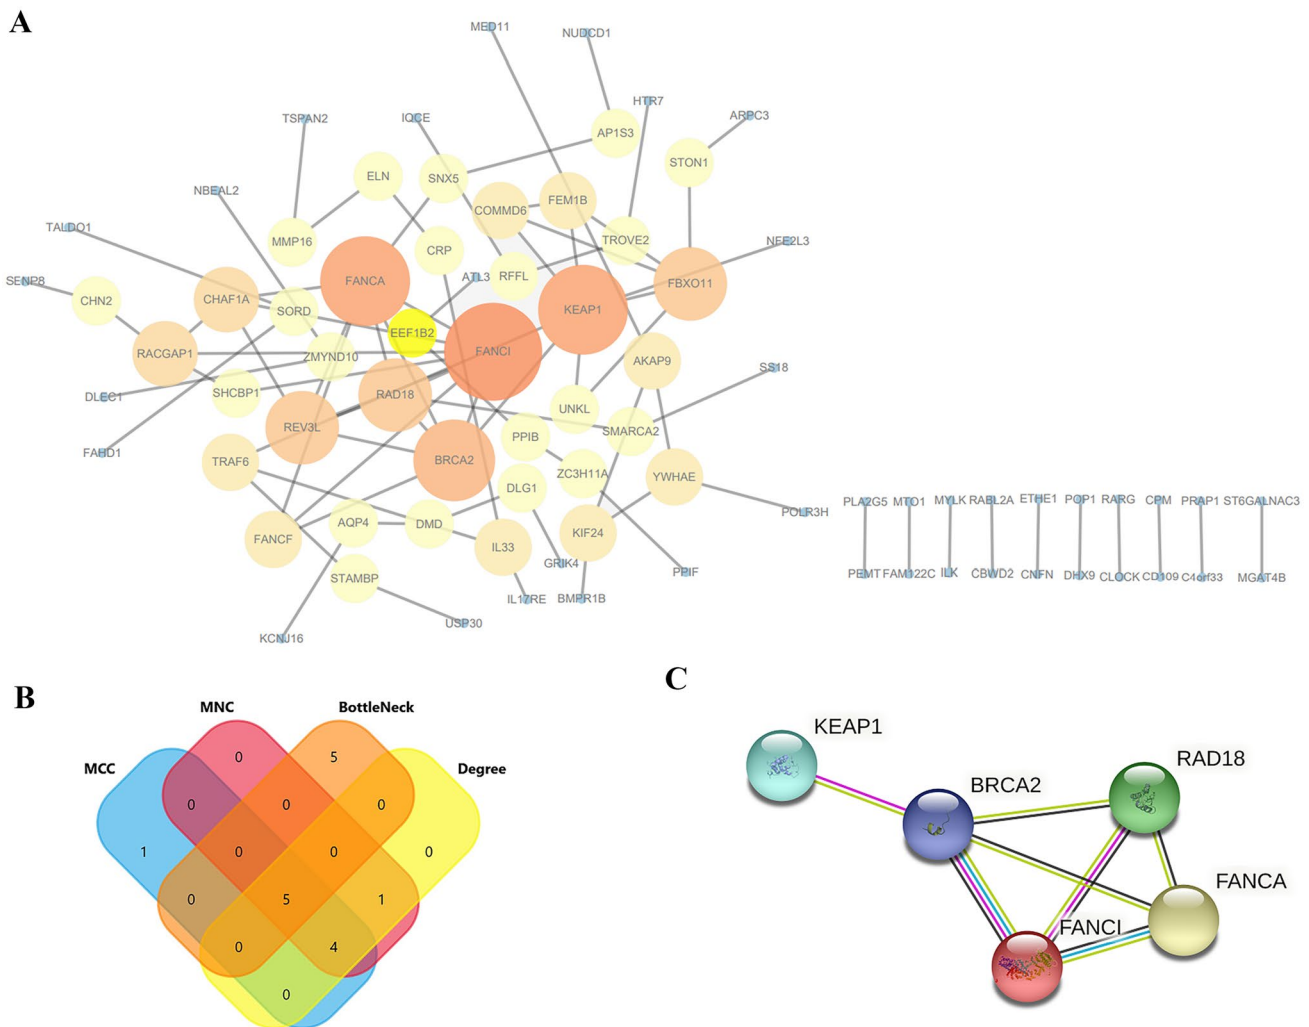 A
MED11
NUDCD1
HTR7
ARPC3
TSPAN2
IQCE
AP1S3
STON1
ELN
SNX5
NBEAL2
COMMD6
FEM1B
TALDO1
MMP16
CRP
TROVE2
NFE2L3
SENP8
CHN2
CHAF1A
SORD
FANCA
ATL3
RFFL
KEAP1
FBXO11
EEF1B2
RACGAP1
ZMYND10
FANCI
AKAP9
SS18
DLEC1
SHCBP1
RAD18
UNKL
FAHD1
REV3L
PPIB
SMARCA2
TRAF6
BRCA2
DLG1
ZC3H11A
YWHAE
POLR3H
FANCF
AQP4
DMD
IL33
KIF24
STAMBP
GRIK4
PPIF
IL17RE
BMPR1B
KCNJ16
USP30
PLA2G5 MTO1 MYLK RABL2A ETHE1 POP1 RARG CPM PRAP1 ST6GALNAC3
PEMT FAM122C ILK CBWD2 CNFN DHX9 CLOCK CD109 C4orf33 MGAT4B
B
MNC
BottleNeck
MCC
Degree
0
5
0
0
0
1
0
0
0
0
5
1
0
4
0
C
KEAP1
BRCA2
RAD18
FANCA
FANCI